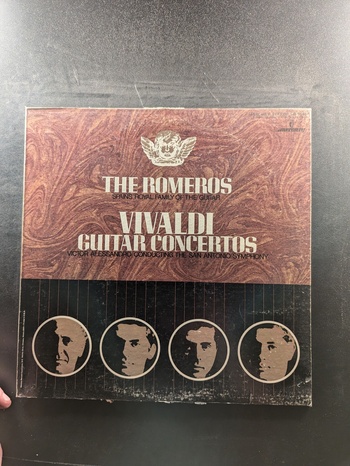 THE ROMEROS
SPAIN'S ROYAL FAMILY OF THE GUITAR
VIVALDI
GUITAR CONCERTOS
VICTOR ALESSANDRO CONDUCTING THE SAN ANTONIO SYMPHONY